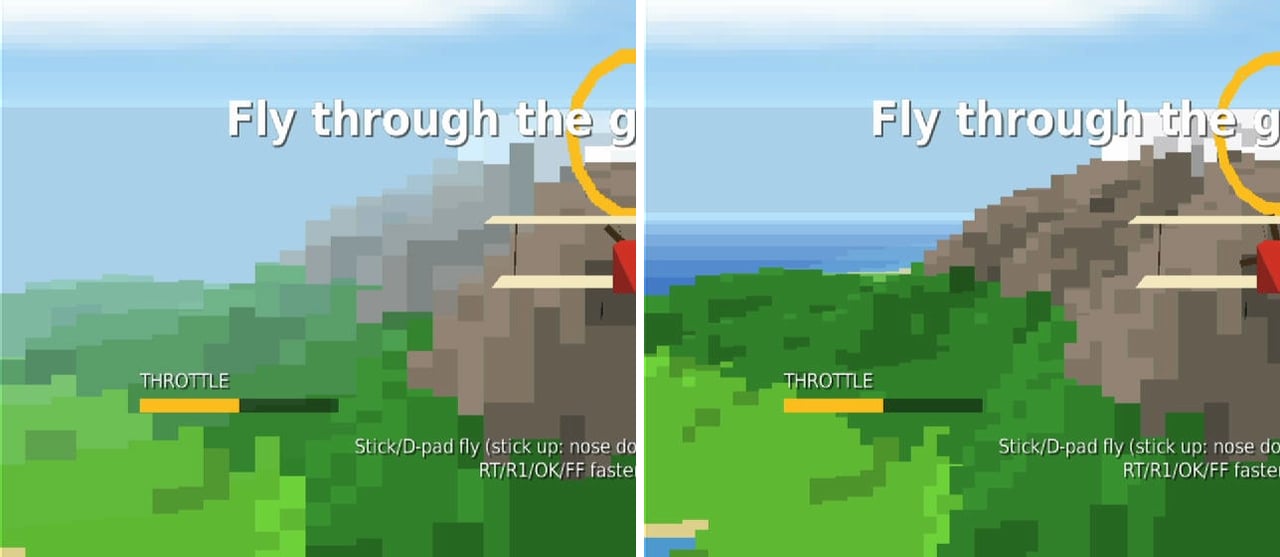 Fly through the g
THROTTLE
Stick/D-pad fly (stick up: nose do
RT/R1/OK/FF faste
Fly through the g
THROTTLE
Stick/D-pad fly (stick up: nose do
RT/R1/OK/FF faste